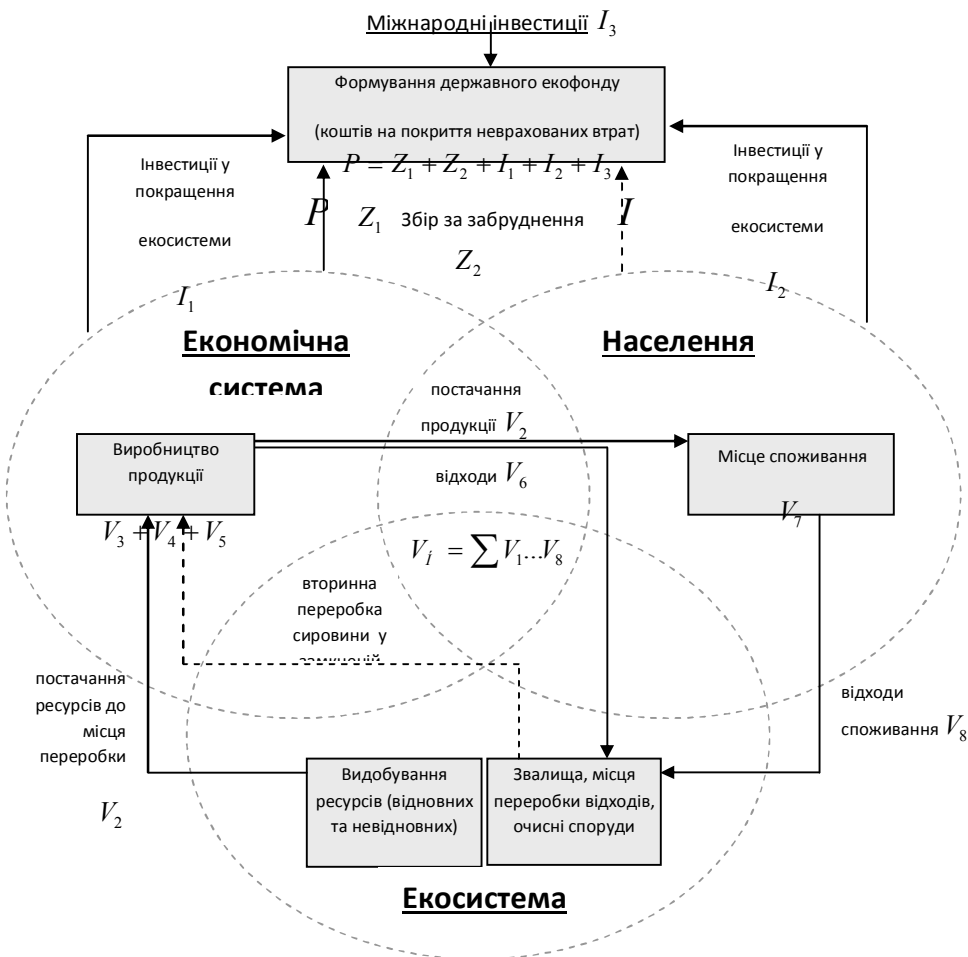 Міжнародні інвестиції I₃
Формування державного екофонду
(коштів на покриття неврахованих втрат)
P = Z₁ + Z₂ + I₁ + I₂ + I₃
Інвестиції у
покращення
екосистеми
I₁
P
Z₁ Збір за забруднення
Z₂
I
Інвестиції у
покращення
екосистеми
I₂
Економічна
система
Населення
постачання
продукції V₂
Виробництво
продукції
Місце споживання
V₇
відходи V₆
V₃ + V₄ + V₅
V_İ = ∑ V₁...V₈
вторинна
переробка
сировини у
постачання
ресурсів до
місця
переробки
V₂
відходи
споживання V₈
Видобування
ресурсів (відновних
та невідновних)
Звалища, місця
переробки відходів,
очисні споруди
Екосистема